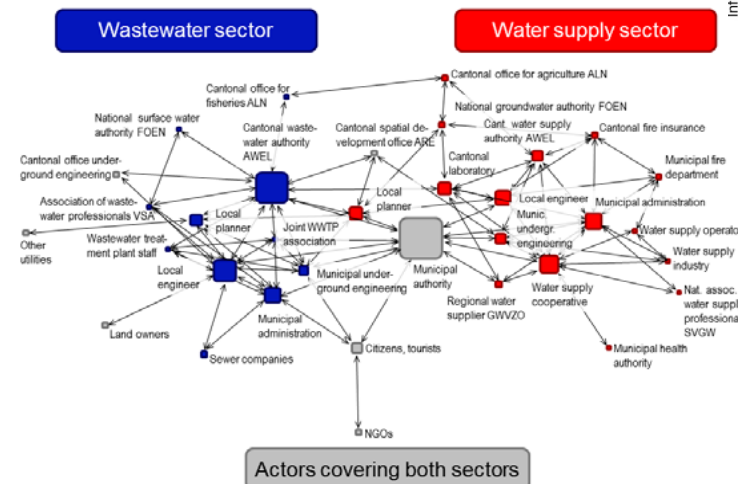 Wastewater sector
Water supply sector
Int
Cantonal office for agriculture ALN
Cantonal office for
fisheries ALN
National groundwater authority FOEN
National surface water
authority FOEN
Cantonal waste-
water authority
AWEL
Cantonal spatial de-
velopment office ARE
Cant. water supply
authority AWEL
Cantonal fire insurance
Cantonal office under-
ground engineering
Cantonal
laboratory
Municipal fire
department
Association of waste-
water professionals VSA
Local
planner
Local
planner
Local engineer
Municipal administration
Munic.
undergr.
engineering
Joint WWTP
association
Water supply operato
Other
utilities
Wastewater treat-
ment plant staff
Local
engineer
Municipal under-
ground engineering
Municipal
authority
Water supply
industry
Regional water
supplier GWVZO
Water supply
cooperative
Nat. assoc.
water suppl
professiona
SVGW
Land owners
Municipal
administration
Sewer companies
Citizens, tourists
Municipal health
authority
NGOs
Actors covering both sectors